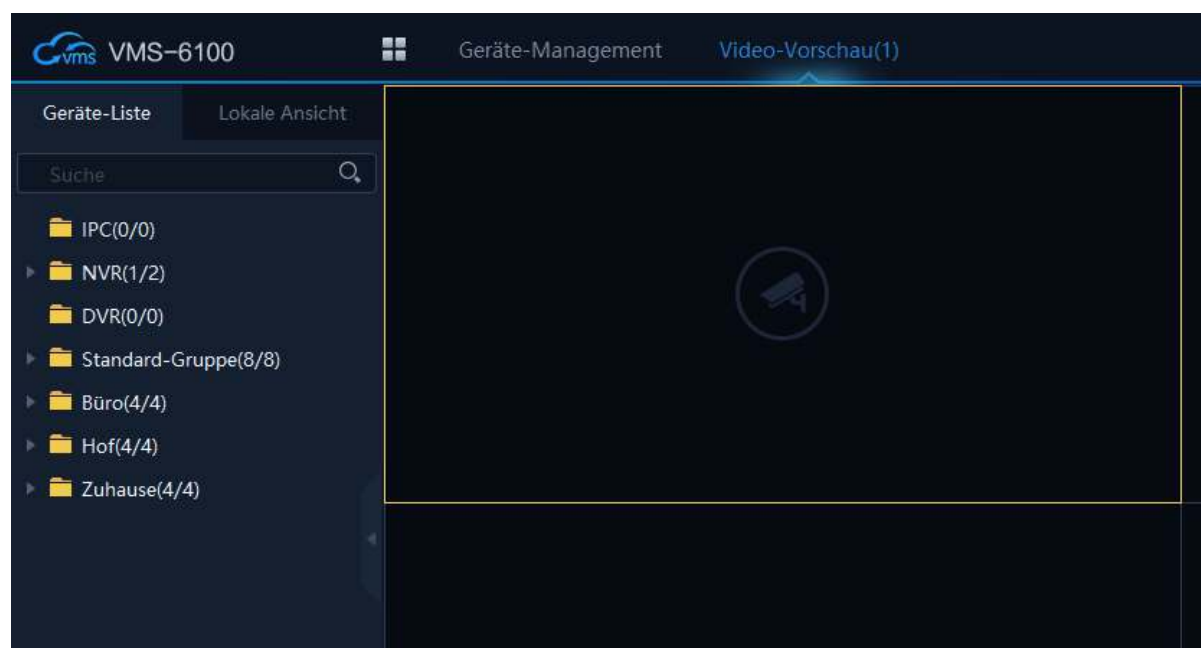 vms VMS-6100 Geräte-Management Video-Vorschau(1)
Geräte-Liste Lokale Ansicht
Suche
IPC(0/0)
NVR(1/2)
DVR(0/0)
Standard-Gruppe(8/8)
Büro(4/4)
Hof(4/4)
Zuhause(4/4)